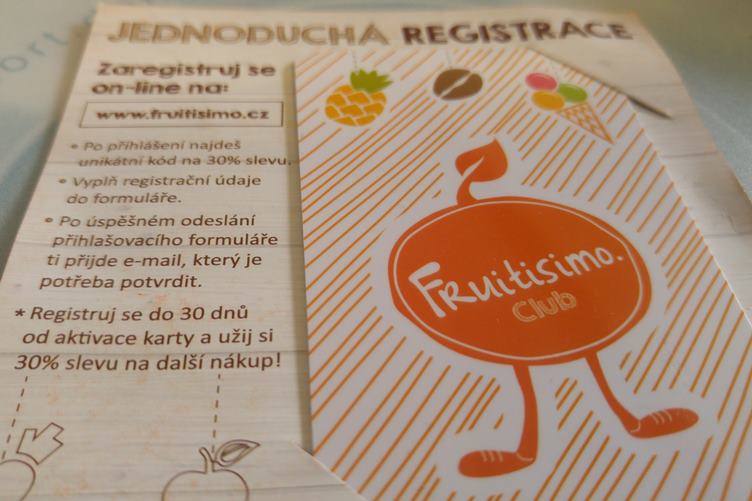 JEDNODUCHÁ REGISTRACE
Zaregistruj se
on-line na:
www.fruitisimo.cz
• Po přihlášení najdeš
unikátní kód na 30% slevu.
• Vyplň registrační údaje
do formuláře.
• Po úspěšném odeslání
přihlašovacího formuláře
ti přijde e-mail, který je
potřeba potvrdit.
* Registruj se do 30 dnů
od aktivace karty a užij si
30% slevu na další nákup!
Fruitisimo.
Club